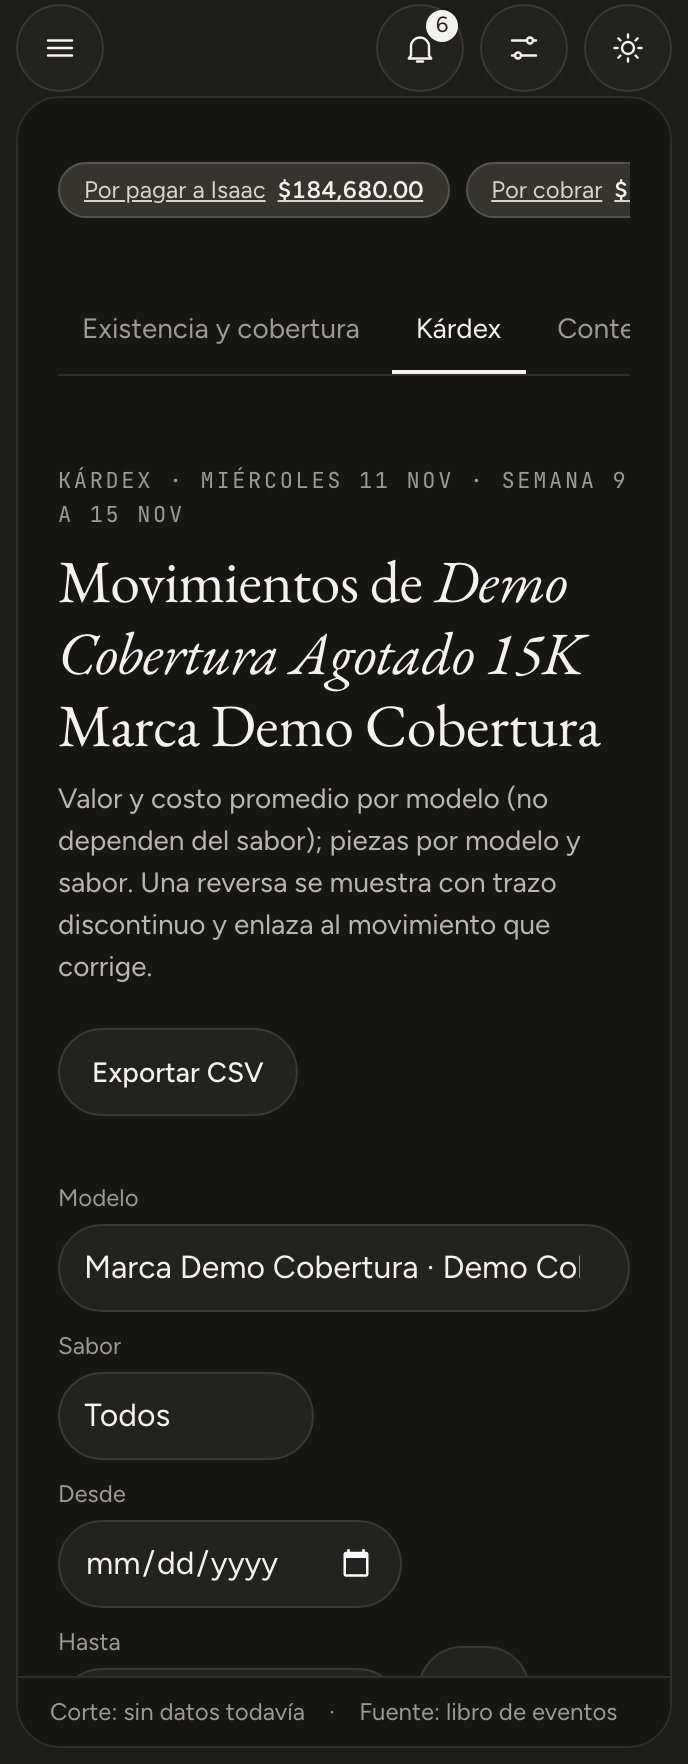 6
Por pagar a Isaac $184,680.00
Por cobrar $
Existencia y cobertura
Kárdex
Conte
KÁRDEX · MIÉRCOLES 11 NOV · SEMANA 9
A 15 NOV
Movimientos de Demo
Cobertura Agotado 15K
Marca Demo Cobertura
Valor y costo promedio por modelo (no
dependen del sabor); piezas por modelo y
sabor. Una reversa se muestra con trazo
discontinuo y enlaza al movimiento que
corrige.
Exportar CSV
Modelo
Marca Demo Cobertura · Demo Co
Sabor
Todos
Desde
mm/dd/yyyy
Hasta
Corte: sin datos todavía · Fuente: libro de eventos